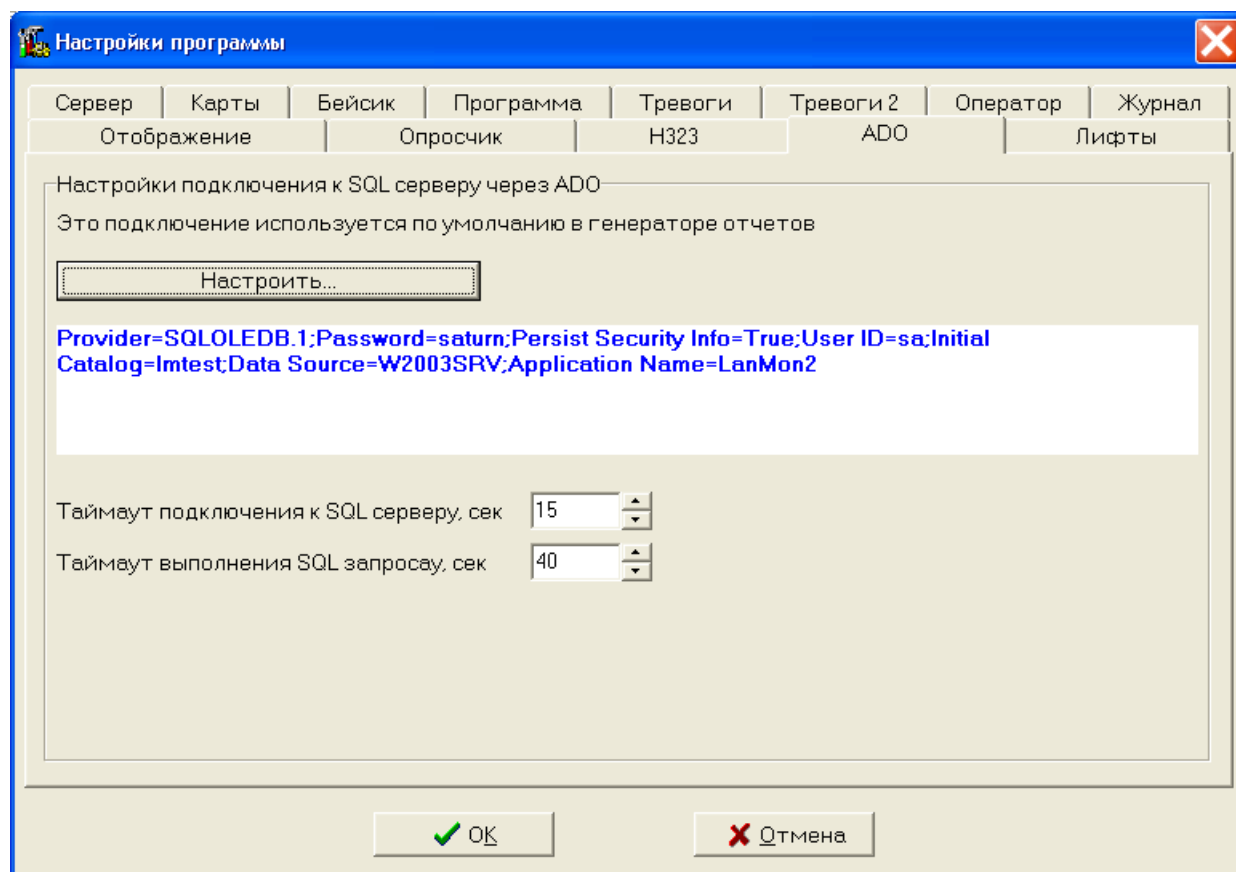 Настройки программы
Сервер Карты Бейсик Программа Тревоги Тревоги 2 Оператор Журнал
Отображение Опросчик H323 ADO Лифты
Настройки подключения к SQL серверу через ADO
Это подключение используется по умолчанию в генераторе отчетов
Настроить...
Provider=SQLOLEDB.1;Password=saturn;Persist Security Info=True;User ID=sa;Initial
Catalog=lmtest;Data Source=W2003SRV;Application Name=LanMon2
Таймаут подключения к SQL серверу, сек 15
Таймаут выполнения SQL запросау, сек 40
OK Отмена